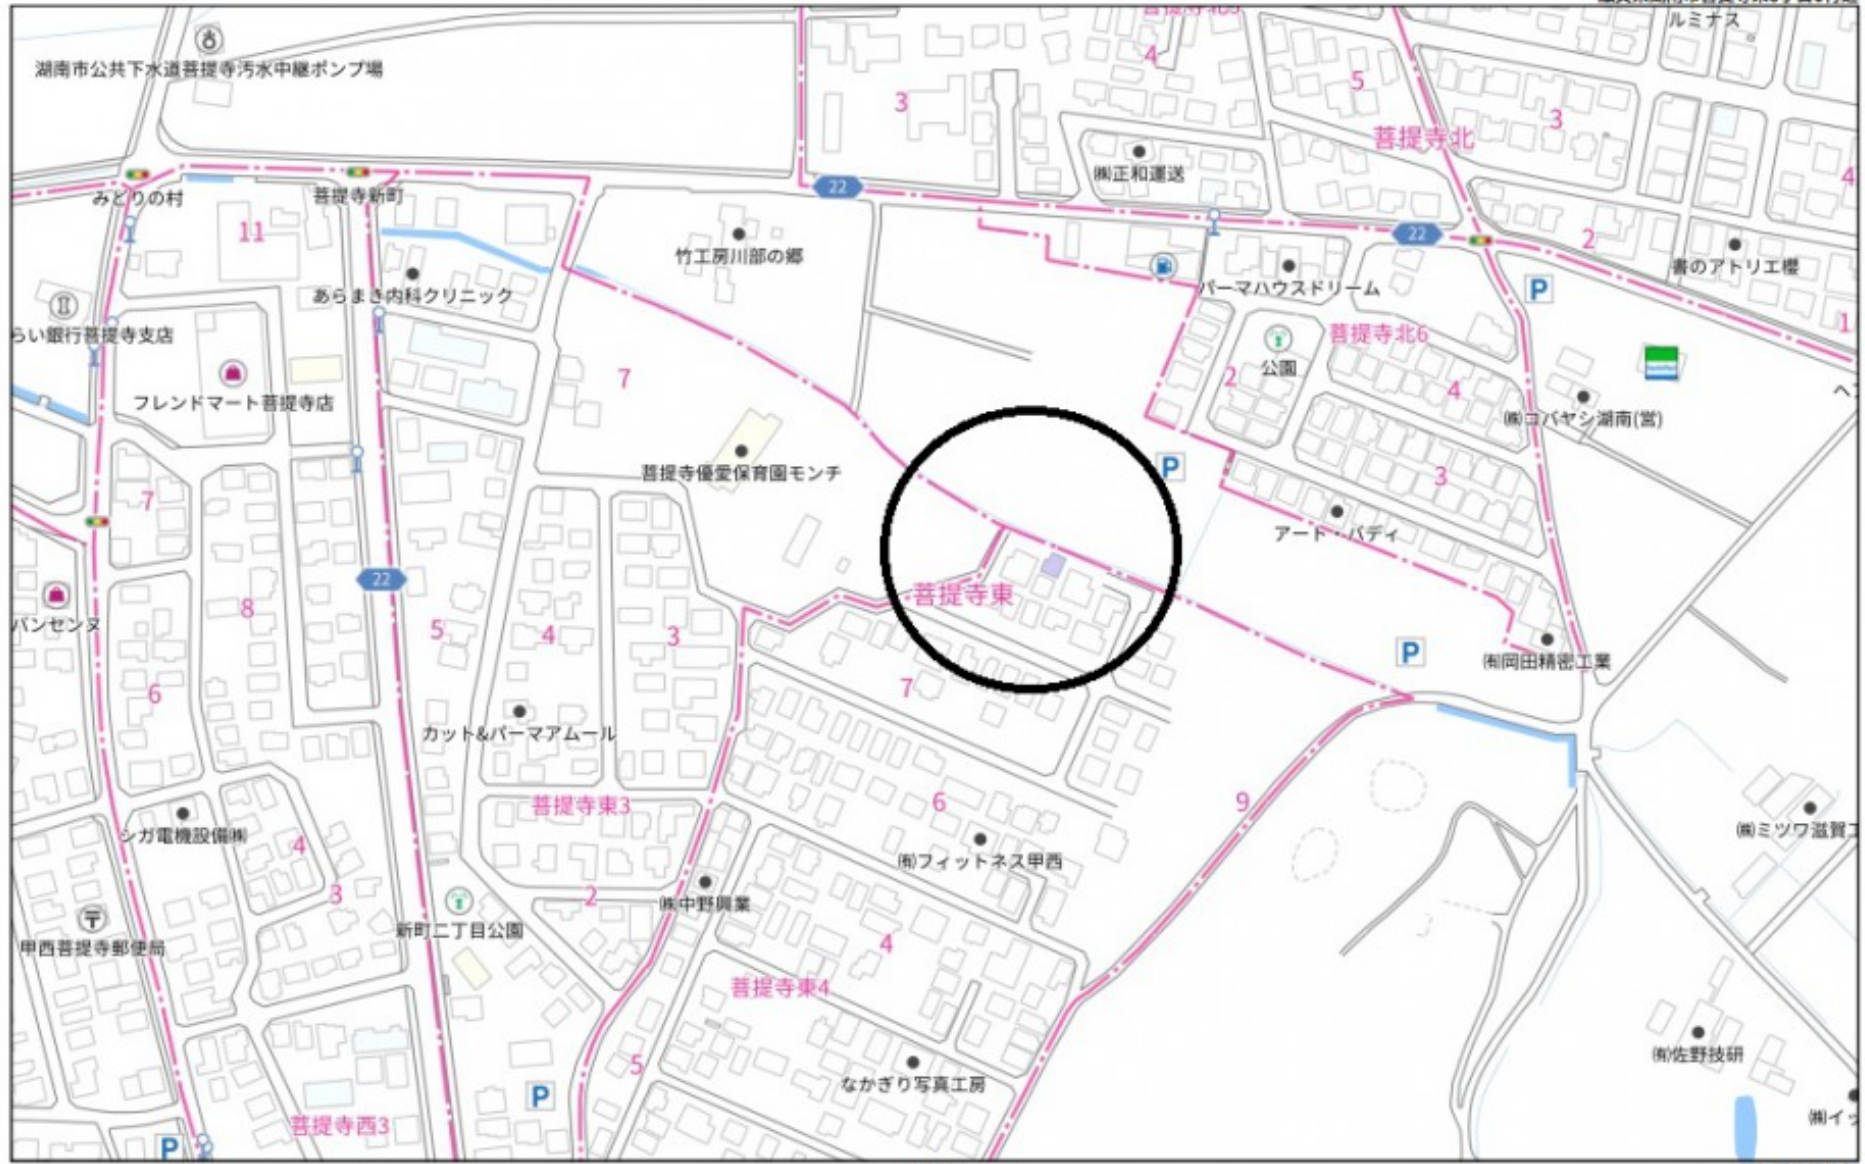 ルミナス
湖南市公共下水道菩提寺汚水中継ポンプ場
4
5
3
3
菩提寺北
㈱正和運送
4
みどりの村
菩提寺新町
22
11
22
2
竹工房川部の郷
書のアトリエ櫻
あらまき内科クリニック
パーマハウスドリーム
P
らい銀行菩提寺支店
菩提寺北6
1
公園
7
2
4
フレンドマート菩提寺店
㈱コバヤシ湖南(営)
菩提寺優愛保育園モンチ
P
3
7
アート・バディ
22
菩提寺東
8
バンセンヌ
5
4
3
P
㈲岡田精密工業
6
7
カット&パーマアムール
菩提寺東3
6
9
シガ電機設備㈱
4
㈱ミツワ滋賀工
㈲フィットネス甲西
3
2
㈱中野興業
新町二丁目公園
甲西菩提寺郵便局
4
菩提寺東4
5
㈲佐野技研
なかぎり写真工房
P
㈱イッ
菩提寺西3
P